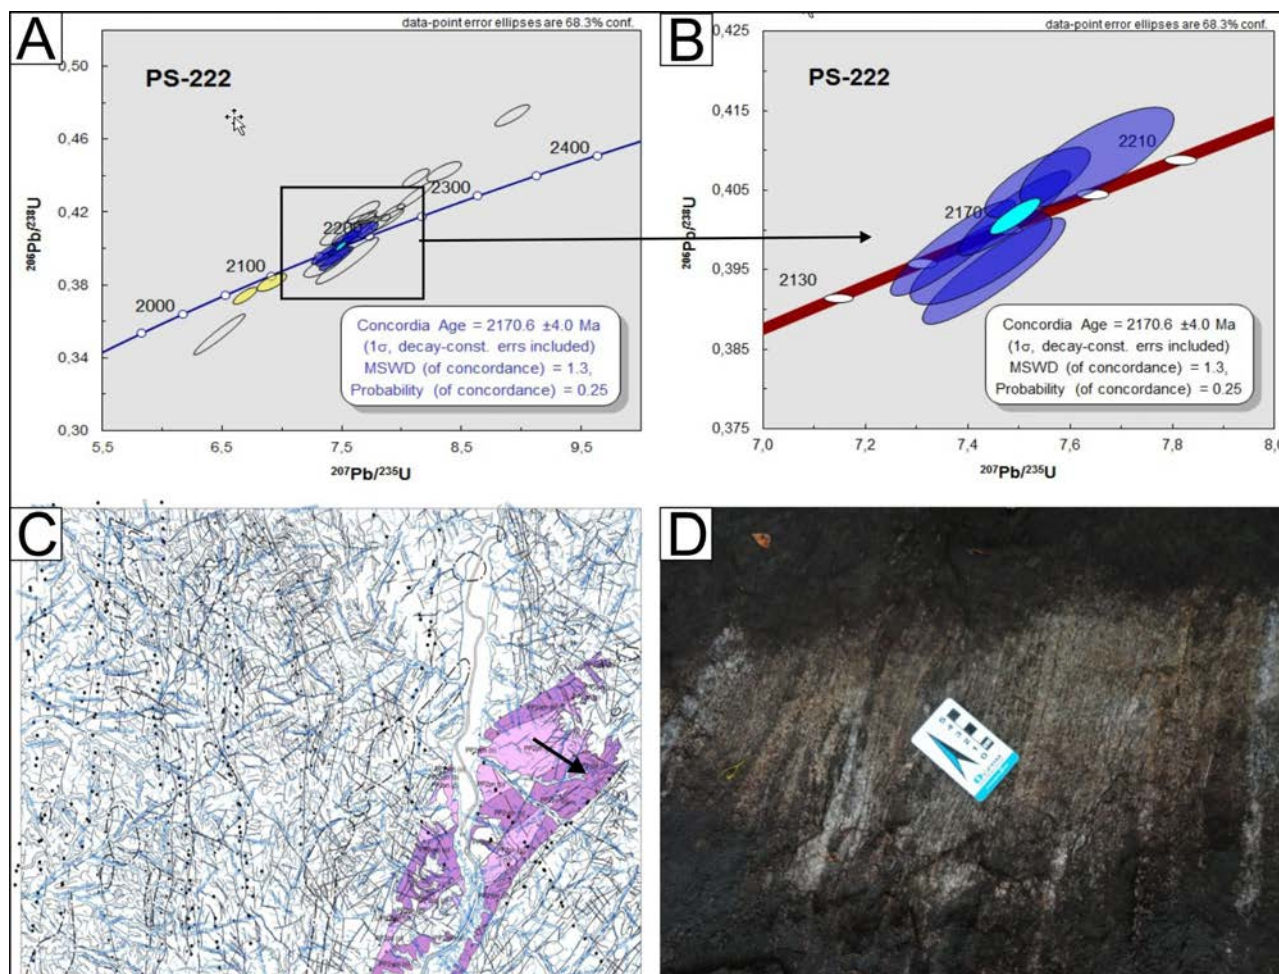 A
data-point error ellipses are 68.3% conf.
PS-222
0,50
0,46
0,42
0,38
0,34
0,30
2400
2300
2200
2100
2000
206Pb/238U
Concordia Age = 2170.6 ±4.0 Ma
(1σ, decay-const. errs included)
MSWD (of concordance) = 1.3,
Probability (of concordance) = 0.25
5,5
6,5
7,5
8,5
9,5
207Pb/235U
B
data-point error ellipses are 68.3% conf.
PS-222
0,425
0,415
0,405
0,395
0,385
0,375
2210
2170
2130
206Pb/238U
Concordia Age = 2170.6 ±4.0 Ma
(1σ, decay-const. errs included)
MSWD (of concordance) = 1.3,
Probability (of concordance) = 0.25
7,0
7,2
7,4
7,6
7,8
8,0
207Pb/235U
C
D